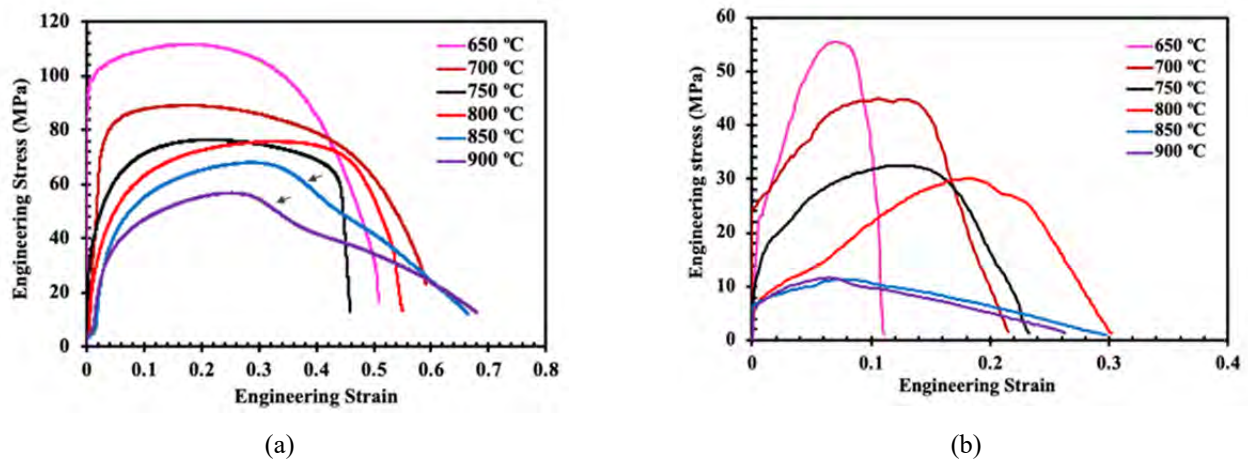 120
100
80
60
40
20
0
Engineering Stress (MPa)
650 ºC
700 ºC
750 ºC
800 ºC
850 ºC
900 ºC
0 0.1 0.2 0.3 0.4 0.5 0.6 0.7 0.8
Engineering Strain
(a)
60
50
40
30
20
10
0
Engineering stress (MPa)
650 ºC
700 ºC
750 ºC
800 ºC
850 ºC
900 ºC
0 0.1 0.2 0.3 0.4
Engineering Strain
(b)